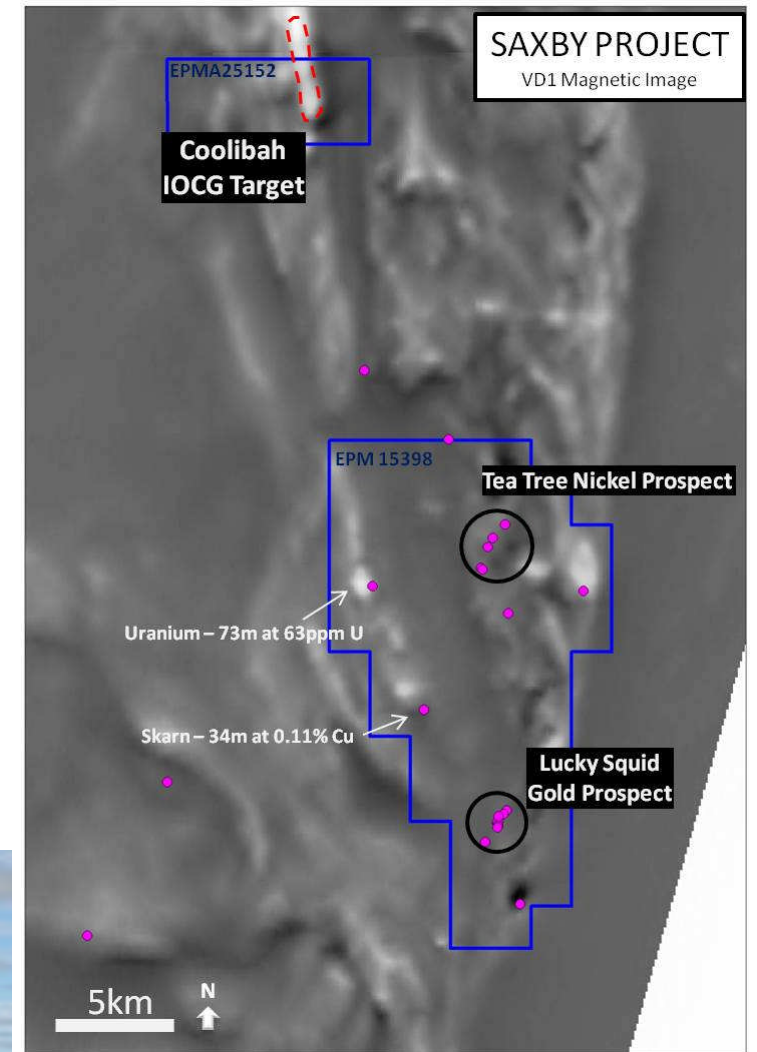 SAXBY PROJECT
VD1 Magnetic Image
EPMA25152
Coolibah
IOCG Target
EPM 15398
Tea Tree Nickel Prospect
Uranium – 73m at 63ppm U
Skarn – 34m at 0.11% Cu
Lucky Squid
Gold Prospect
5km
N